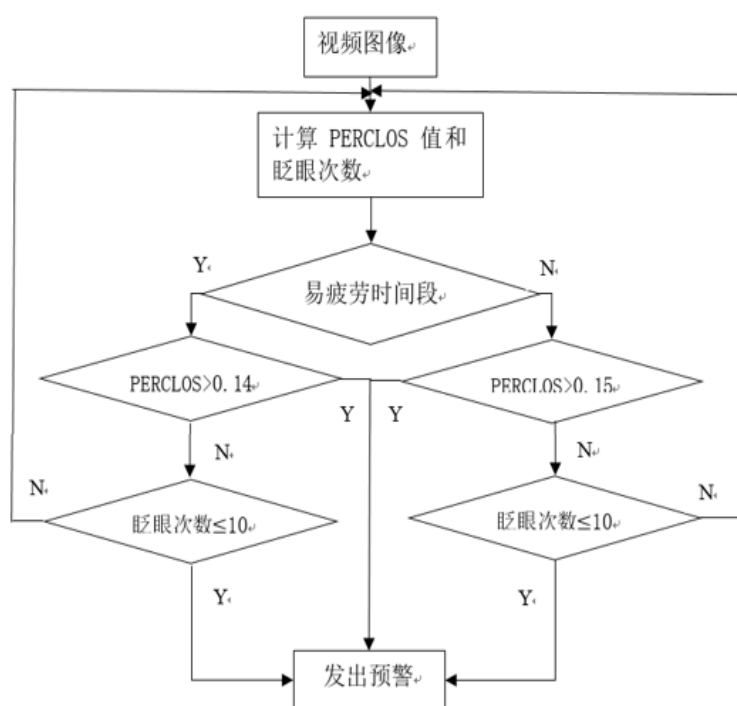 视频图像
计算 PERCLOS 值和
眨眼次数
Y
N
易疲劳时间段
PERCLOS>0.14
PERCLOS>0.15
Y
Y
N
N
N
N
眨眼次数≤10
眨眼次数≤10
Y
Y
发出预警